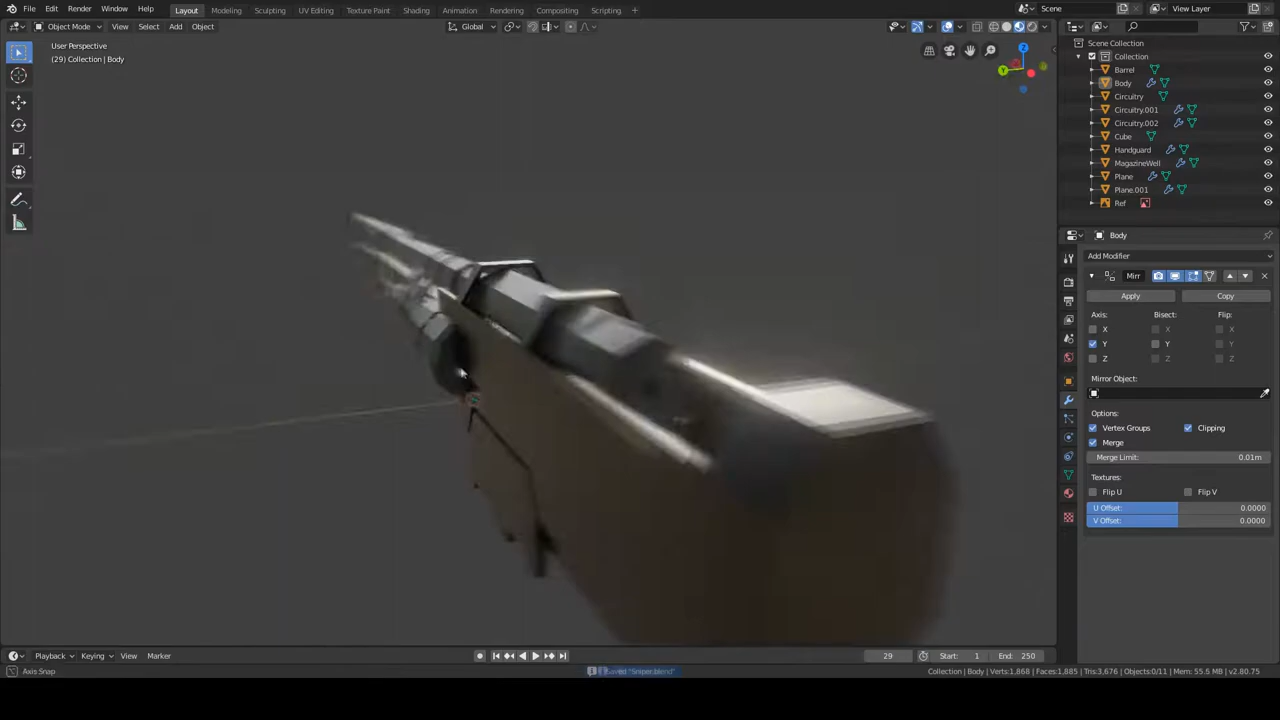 File Edit Render Window Help Layout Modeling Sculpting UV Editing Texture Paint Shading Animation Rendering Compositing Scripting + Scene View Layer
Object Mode View Select Add Object Global
User Perspective
(29) Collection | Body
Scene Collection
Collection
Barrel
Body
Circuitry
Circuitry.001
Circuitry.002
Cube
Handguard
MagazineWell
Plane
Plane.001
Ref
Body
Add Modifier
Mirr
Apply Copy
Axis: Bisect: Flip:
X X X
Y Y Y
Z Z Z
Mirror Object:
Options:
Vertex Groups Clipping
Merge
Merge Limit: 0.01m
Textures:
Flip U Flip V
U Offset: 0.0000
V Offset: 0.0000
Z
Y
Playback Keying View Marker 29 Start: 1 End: 250
Axis Snap Saved "Sniper.blend" Collection | Body | Verts:1,868 | Faces:1,885 | Tris:3,676 | Objects:0/11 | Mem: 55.5 MB | v2.80.75